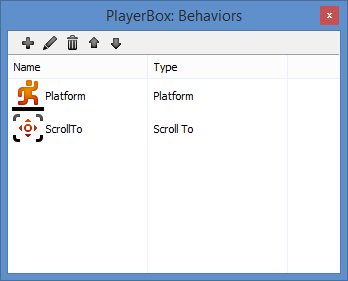 PlayerBox: Behaviors
Name Type
Platform Platform
ScrollTo Scroll To